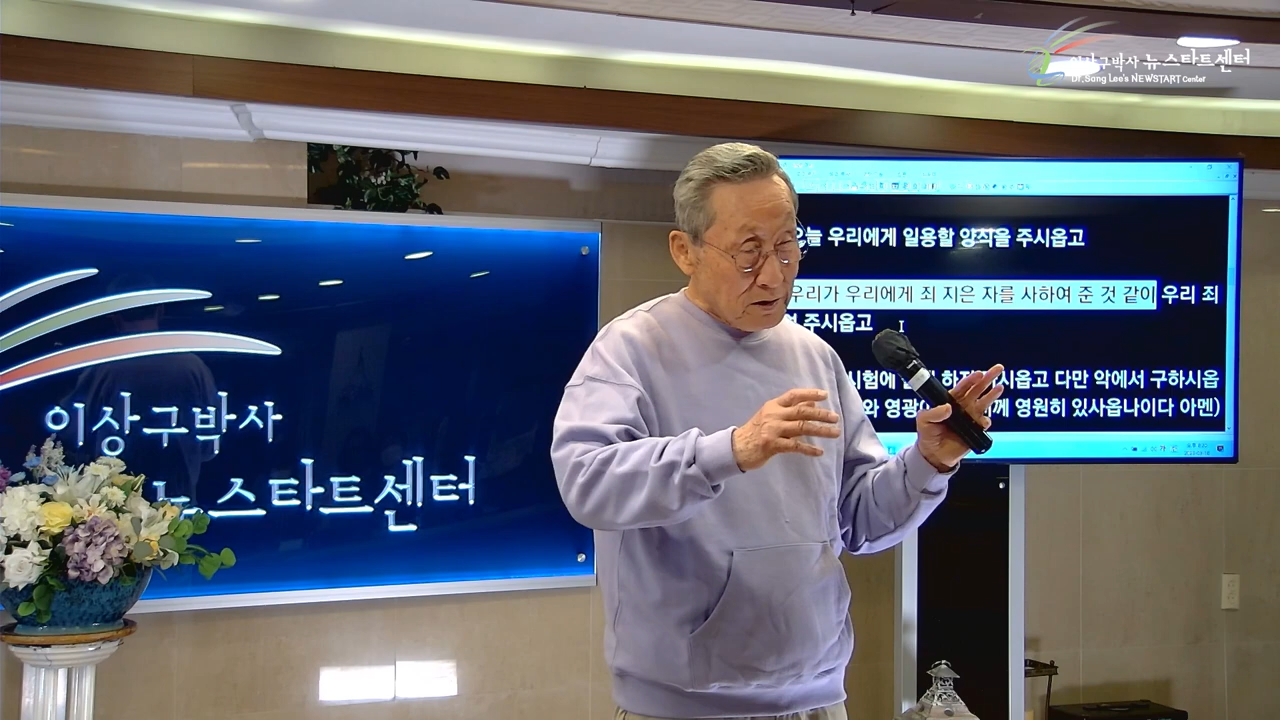 이상구박사 뉴스타트센터
Dr.Sang Lee's NEWSTART Center
오늘 우리에게 일용할 양식을 주시옵고
우리가 우리에게 죄 지은 자를 사하여 준 것 같이 우리 죄
주시옵고
시험에 하 시옵고 다만 악에서 구하시옵
와 영광 께 영원히 있사옵나이다 아멘)
이상구박사
뉴스타트센터